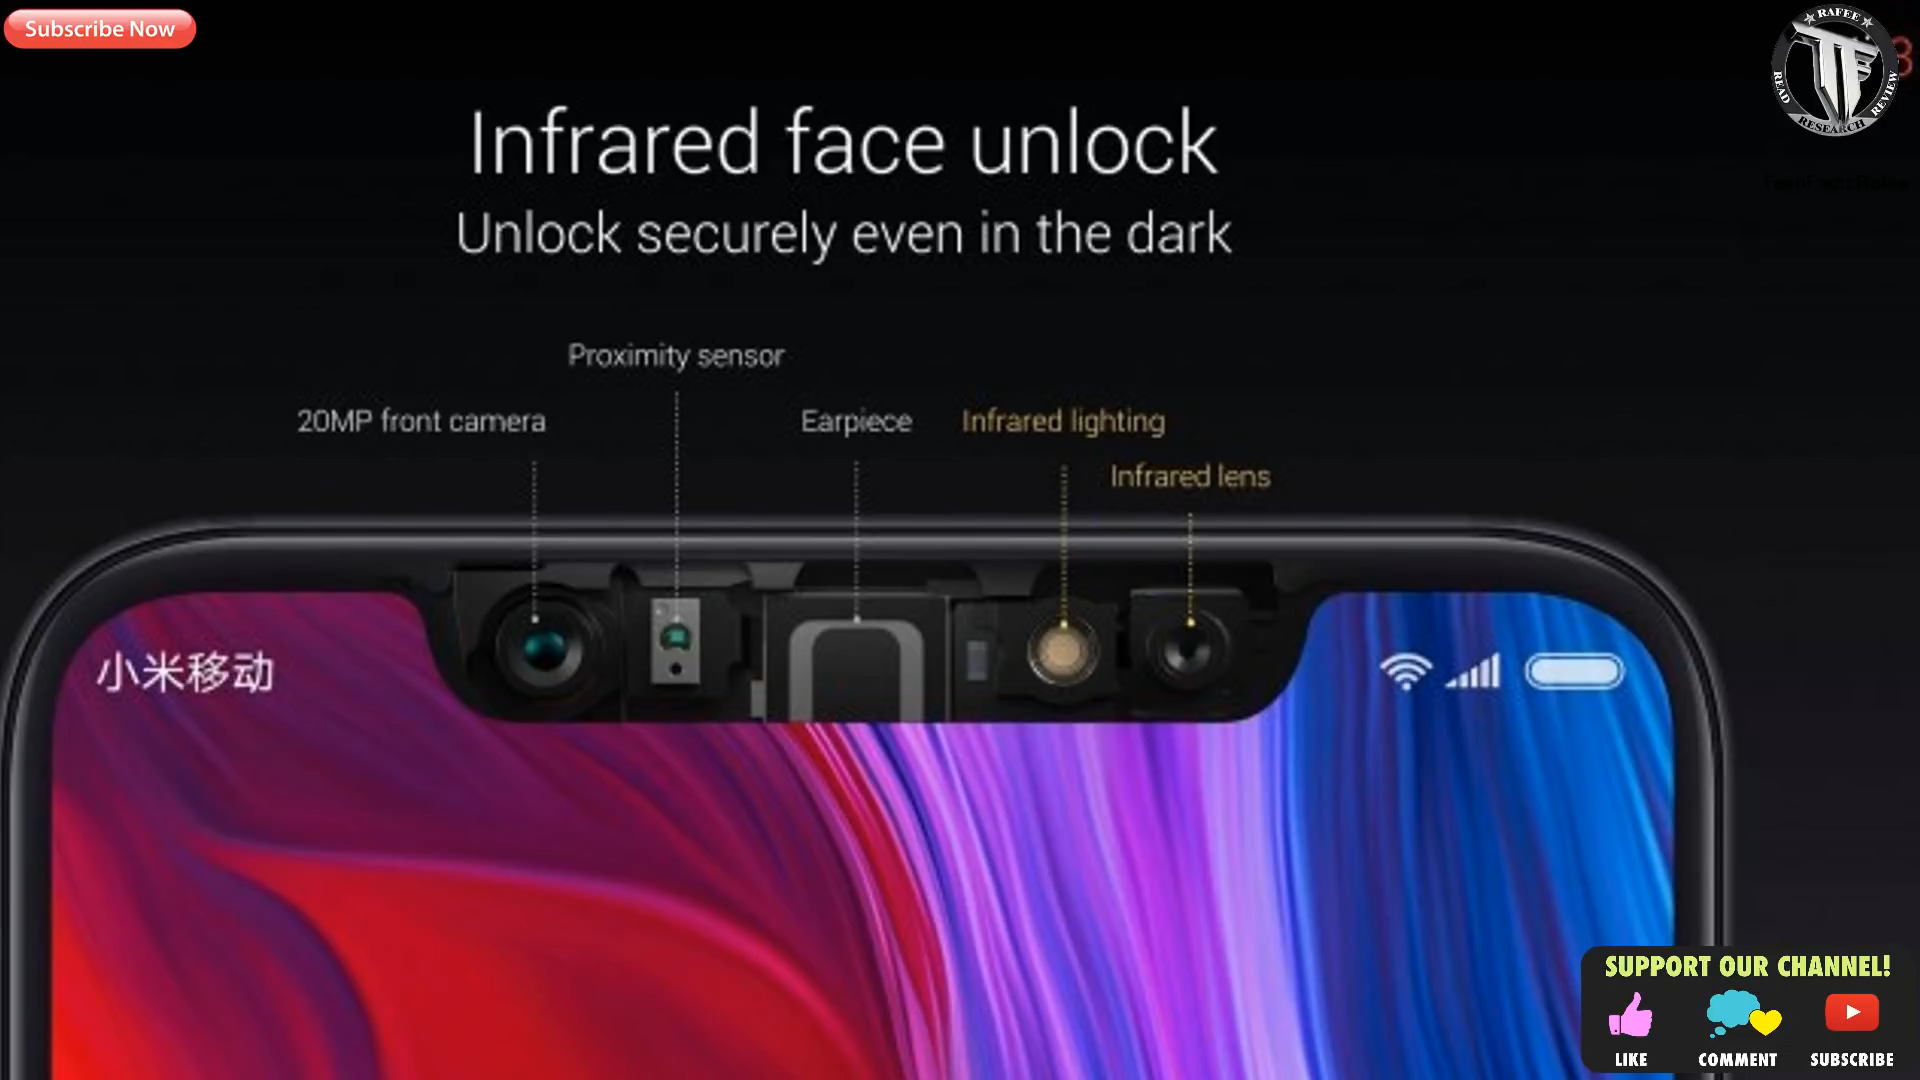 Subscribe Now
RAFEE
READ
RESEARCH
REVIEW
8
Infrared face unlock
Unlock securely even in the dark
Proximity sensor
20MP front camera
Earpiece
Infrared lighting
Infrared lens
小米移动
SUPPORT OUR CHANNEL!
LIKE
COMMENT
SUBSCRIBE